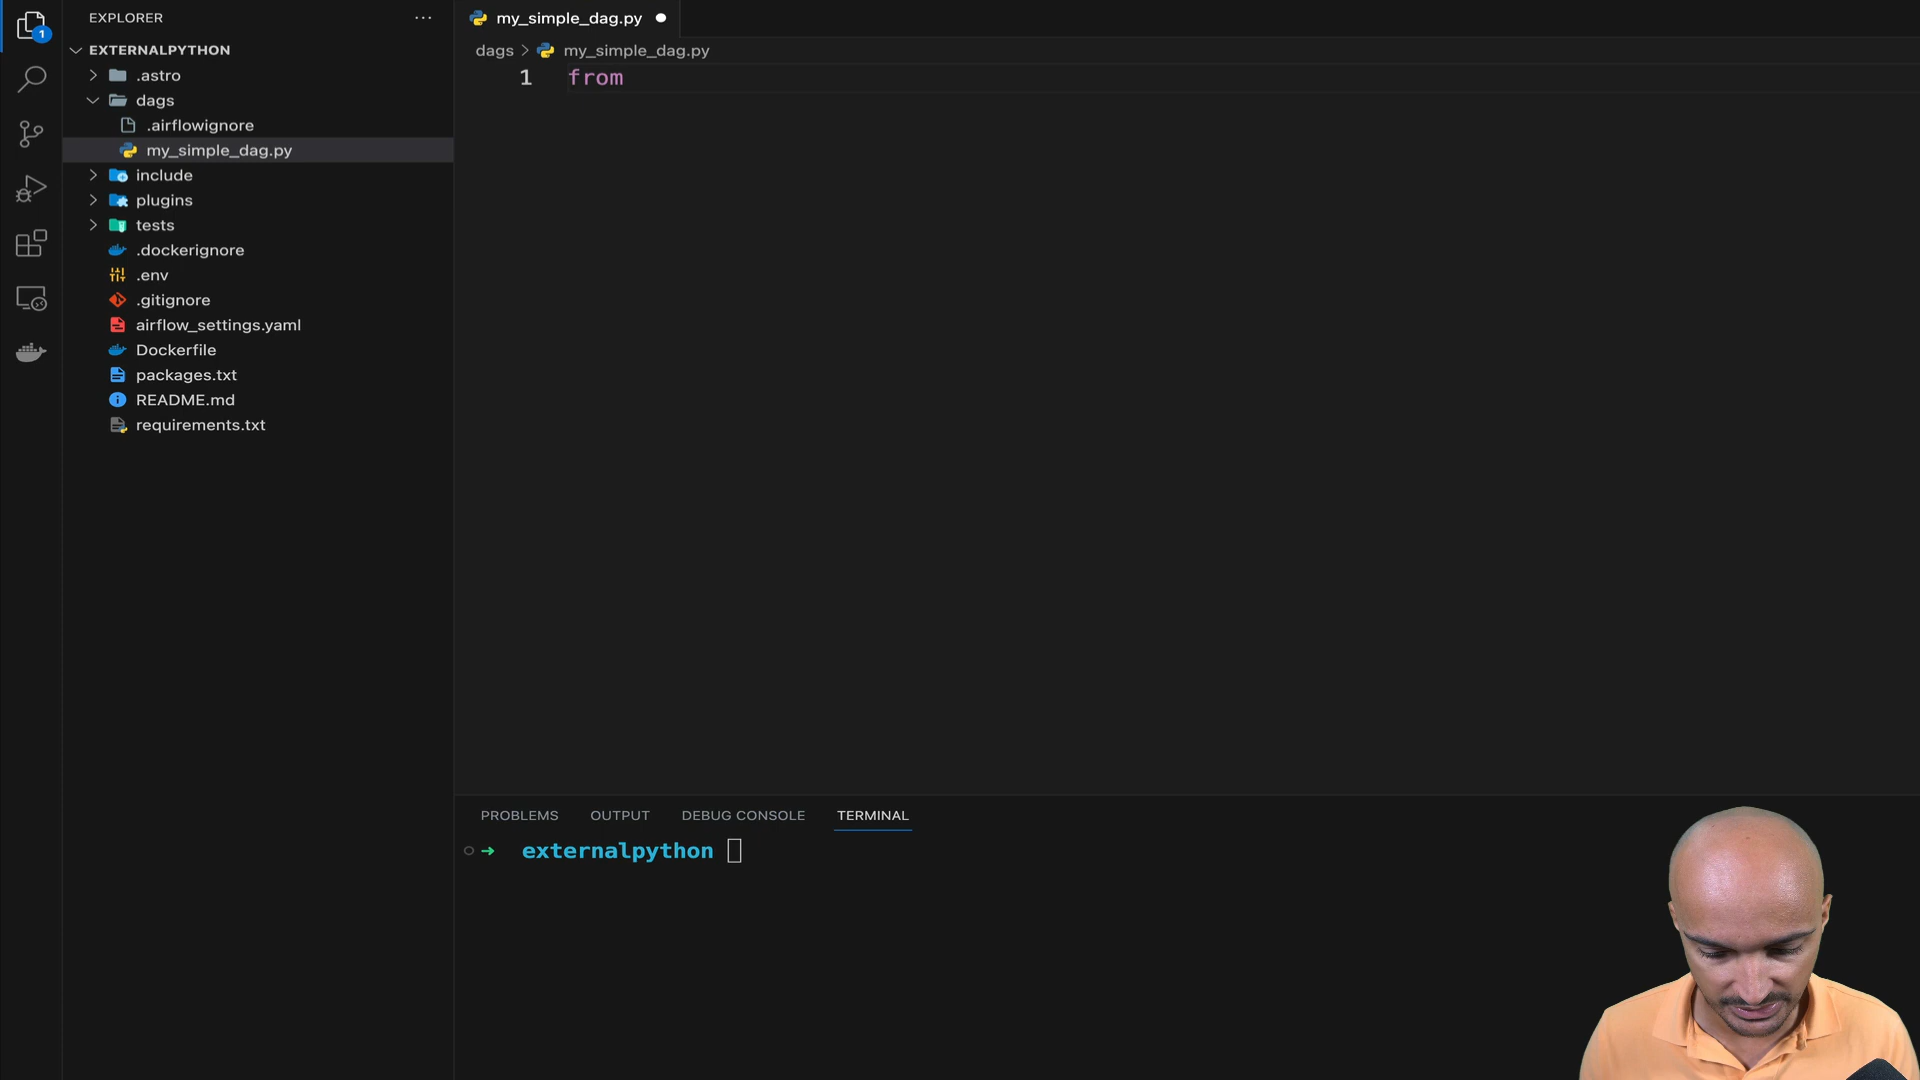 EXPLORER
EXTERNALPYTHON
.astro
dags
.airflowignore
my_simple_dag.py
include
plugins
tests
.dockerignore
.env
.gitignore
airflow_settings.yaml
Dockerfile
packages.txt
README.md
requirements.txt
1
my_simple_dag.py
dags > my_simple_dag.py
1 from
PROBLEMS OUTPUT DEBUG CONSOLE TERMINAL
externalpython